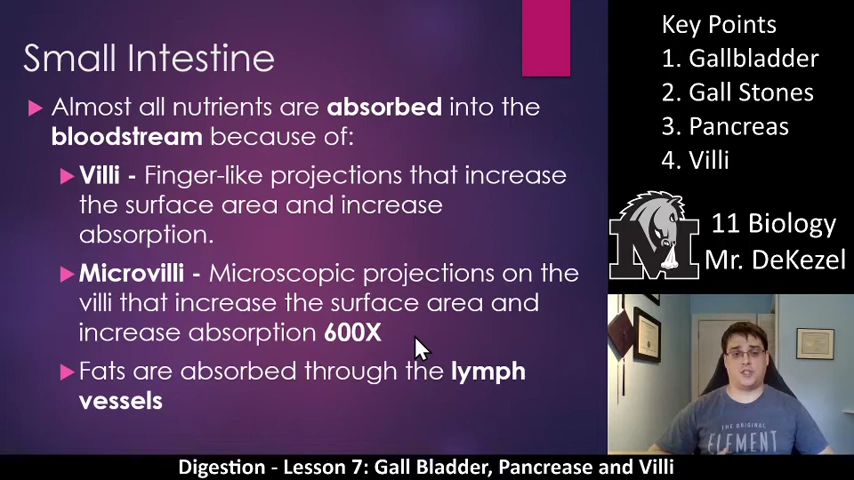 Small Intestine
Almost all nutrients are absorbed into the
bloodstream because of:
Villi - Finger-like projections that increase
the surface area and increase
absorption.
Microvilli - Microscopic projections on the
villi that increase the surface area and
increase absorption 600X
Fats are absorbed through the lymph
vessels
Key Points
1. Gallbladder
2. Gall Stones
3. Pancreas
4. Villi
M
11 Biology
Mr. DeKezel
THE ORIGINAL
ELEMENT
Digestion - Lesson 7: Gall Bladder, Pancrease and Villi